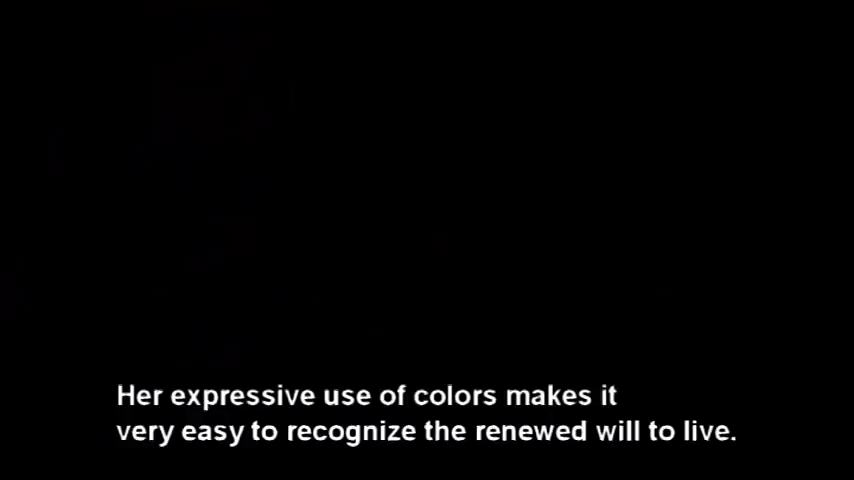 Her expressive use of colors makes it
very easy to recognize the renewed will to live.